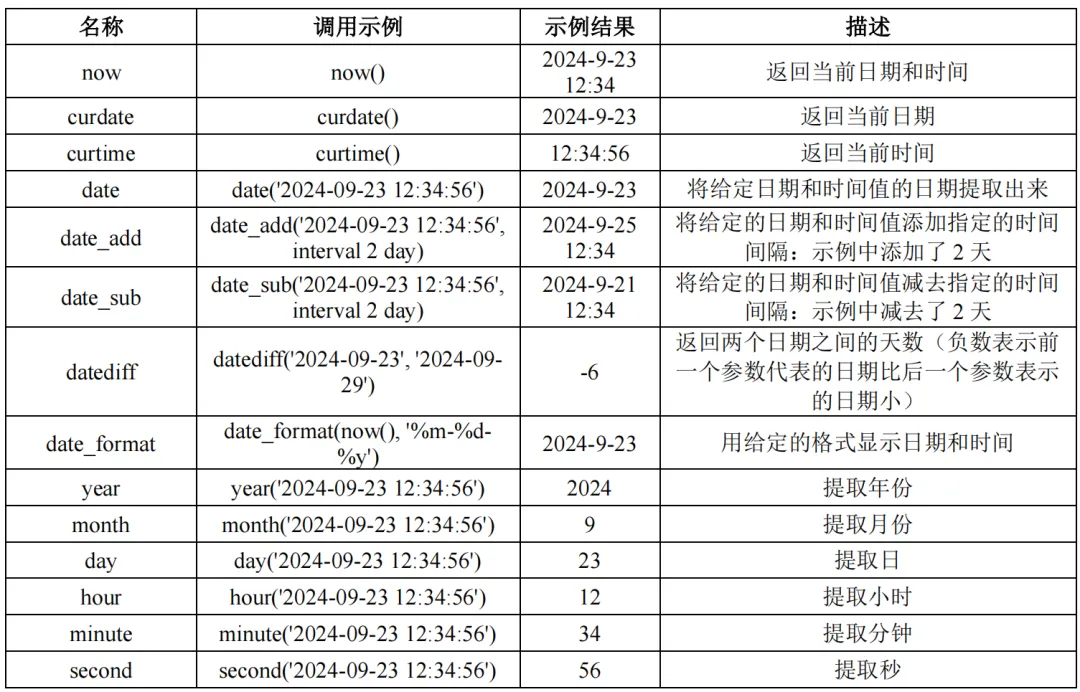 名称 调用示例 示例结果 描述
now now() 2024-9-23
12:34 返回当前日期和时间
curdate curdate() 2024-9-23 返回当前日期
curtime curtime() 12:34:56 返回当前时间
date date('2024-09-23 12:34:56') 2024-9-23 将给定日期和时间值的日期提取出来
date_add date_add('2024-09-23 12:34:56',
interval 2 day) 2024-9-25
12:34 将给定的日期和时间值添加指定的时间
间隔：示例中添加了 2 天
date_sub date_sub('2024-09-23 12:34:56',
interval 2 day) 2024-9-21
12:34 将给定的日期和时间值减去指定的时间
间隔：示例中减去了 2 天
datediff datediff('2024-09-23', '2024-09-
29') -6 返回两个日期之间的天数（负数表示前
一个参数代表的日期比后一个参数表示
的日期小）
date_format date_format(now(), '%m-%d-
%y') 2024-9-23 用给定的格式显示日期和时间
year year('2024-09-23 12:34:56') 2024 提取年份
month month('2024-09-23 12:34:56') 9 提取月份
day day('2024-09-23 12:34:56') 23 提取日
hour hour('2024-09-23 12:34:56') 12 提取小时
minute minute('2024-09-23 12:34:56') 34 提取分钟
second second('2024-09-23 12:34:56') 56 提取秒